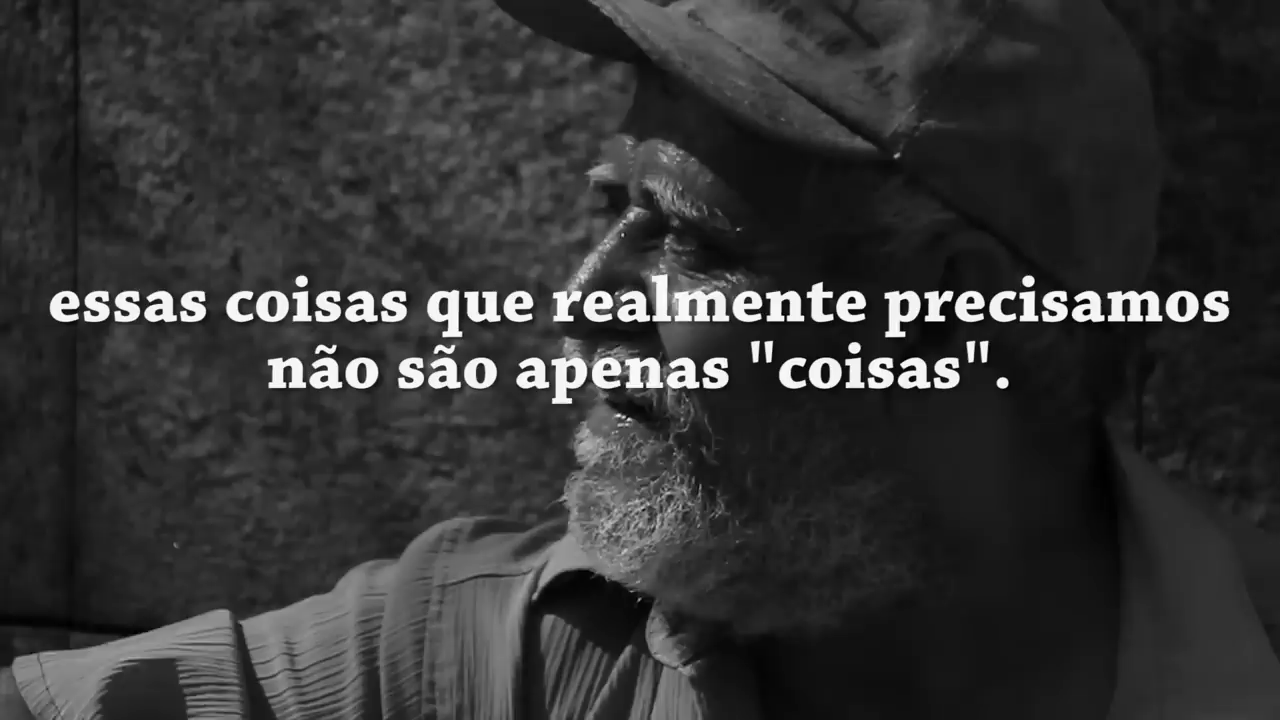 essas coisas que realmente precisamos
não são apenas "coisas".